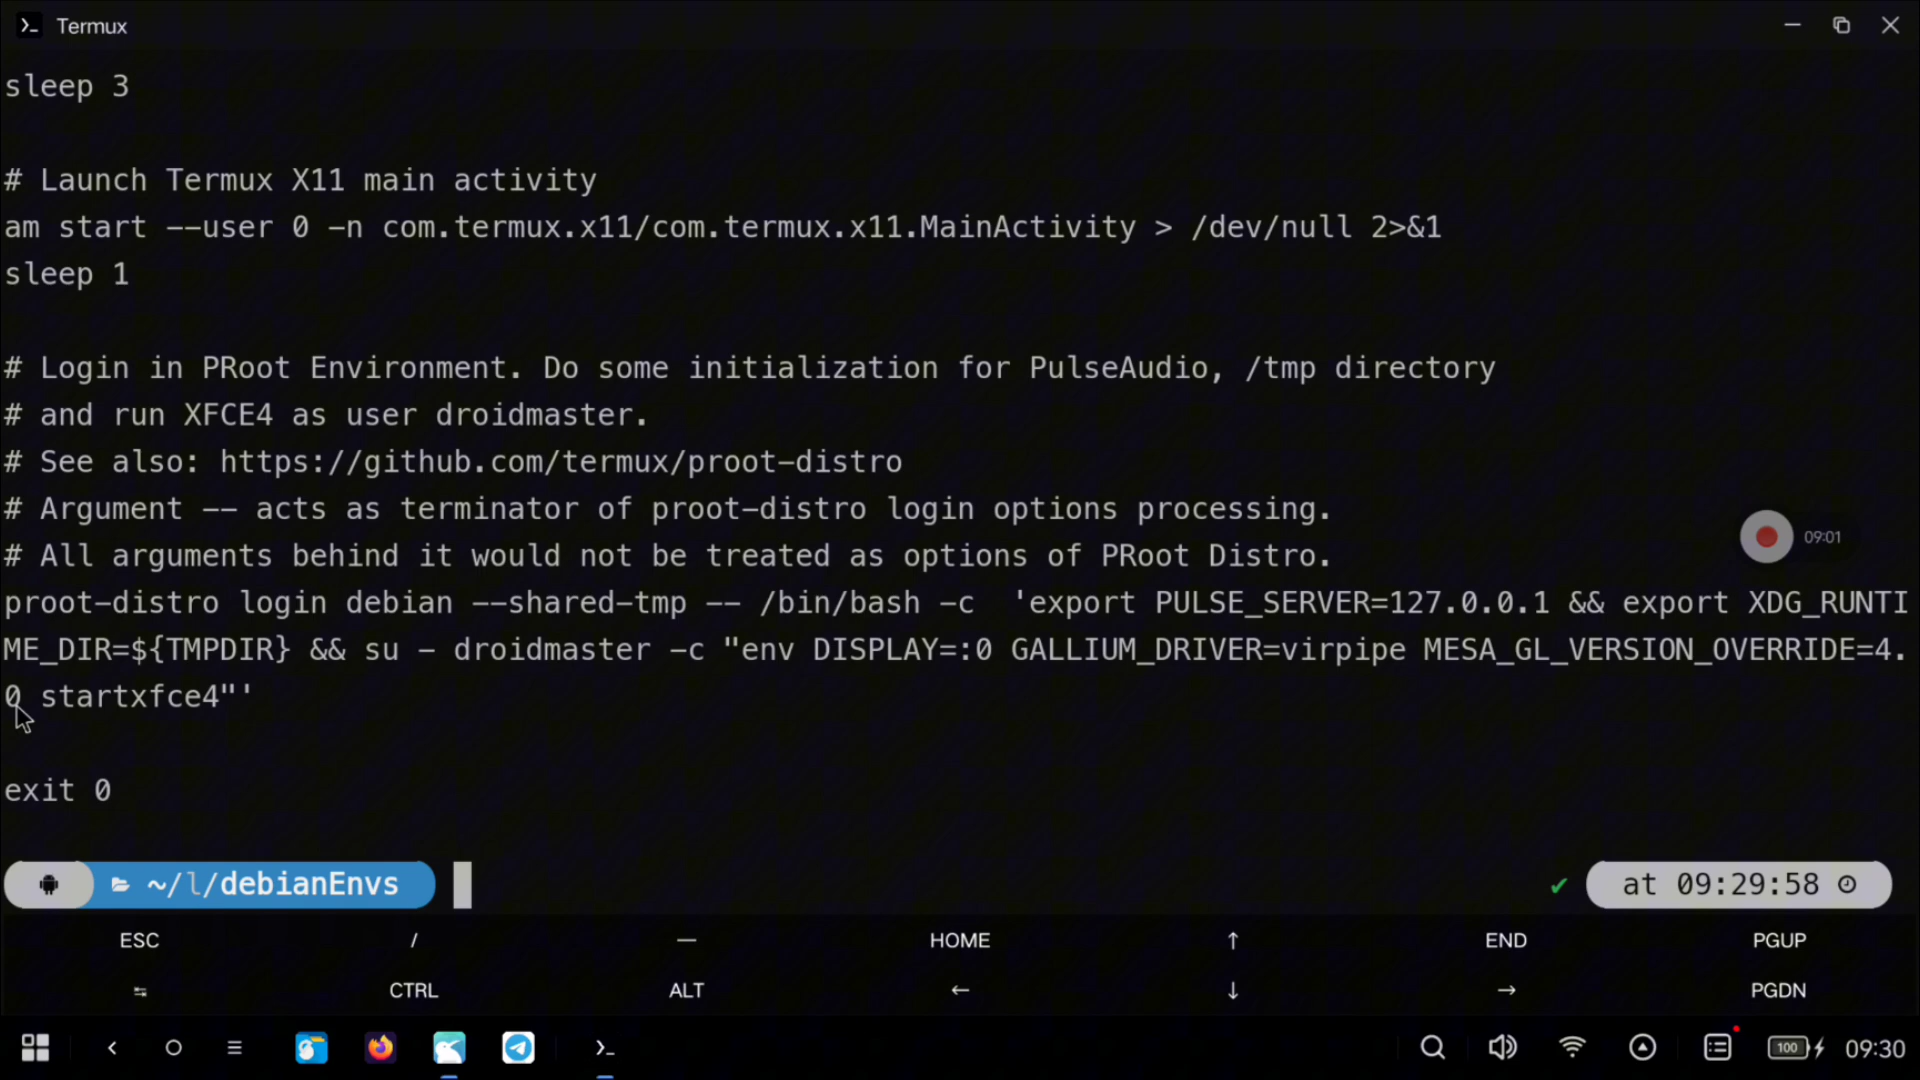 Termux
sleep 3
# Launch Termux X11 main activity
am start --user 0 -n com.termux.x11/com.termux.x11.MainActivity > /dev/null 2>&1
sleep 1
# Login in PRoot Environment. Do some initialization for PulseAudio, /tmp directory
# and run XFCE4 as user droidmaster.
# See also: https://github.com/termux/proot-distro
# Argument -- acts as terminator of proot-distro login options processing.
# All arguments behind it would not be treated as options of PRoot Distro.
09:01
proot-distro login debian --shared-tmp -- /bin/bash -c  'export PULSE_SERVER=127.0.0.1 && export XDG_RUNTI
ME_DIR=${TMPDIR} && su - droidmaster -c "env DISPLAY=:0 GALLIUM_DRIVER=virpipe MESA_GL_VERSION_OVERRIDE=4.
0 startxfce4"'
exit 0
~/l/debianEnvs ✔ at 09:29:58
ESC / — HOME ↑ END PGUP
↹ CTRL ALT ← ↓ → PGDN
100 09:30